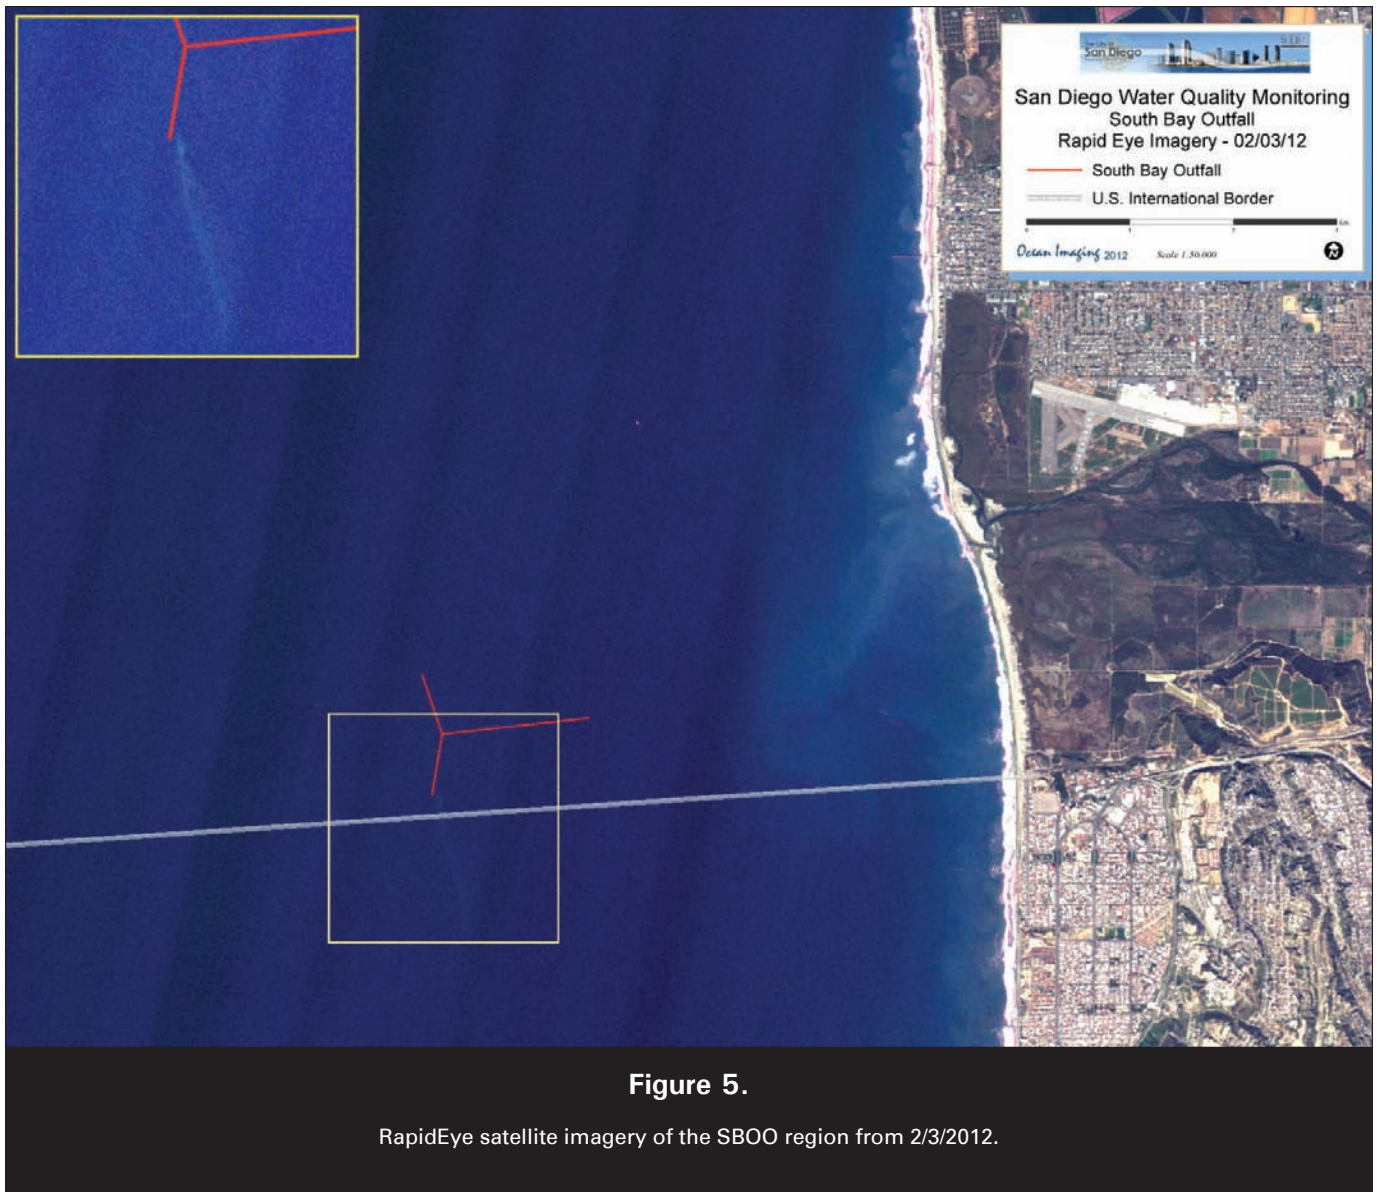 San Diego
San Diego Water Quality Monitoring
South Bay Outfall
Rapid Eye Imagery - 02/03/12
South Bay Outfall
U.S. International Border
Ocean Imaging 2012 Scale 1:50,000
N
Figure 5.
RapidEye satellite imagery of the SBOO region from 2/3/2012.